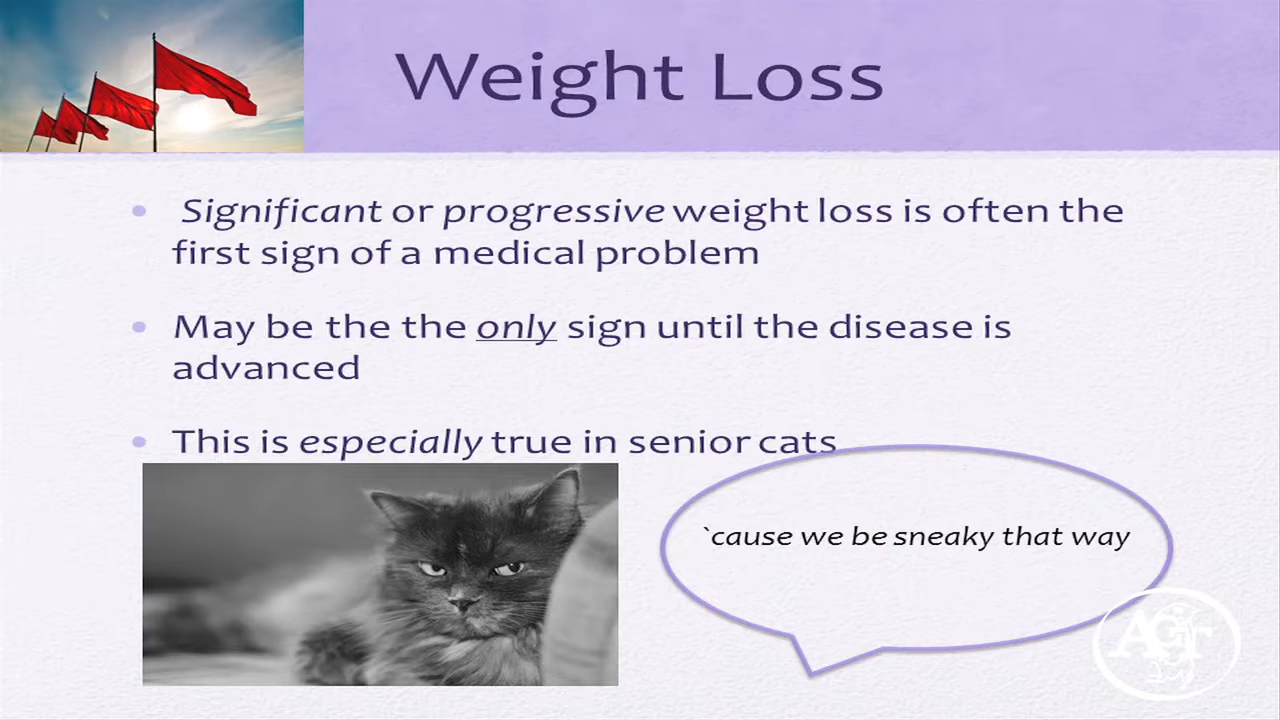 Weight Loss
• Significant or progressive weight loss is often the
first sign of a medical problem
• May be the the only sign until the disease is
advanced
• This is especially true in senior cats
`cause we be sneaky that way
AGT